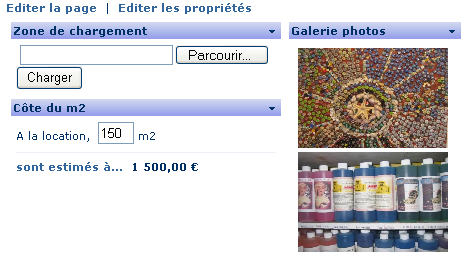 Editer la page | Editer les propriétés
Zone de chargement
Parcourir...
Charger
Côte du m2
A la location, 150 m2
sont estimés à... 1 500,00 €
Galerie photos